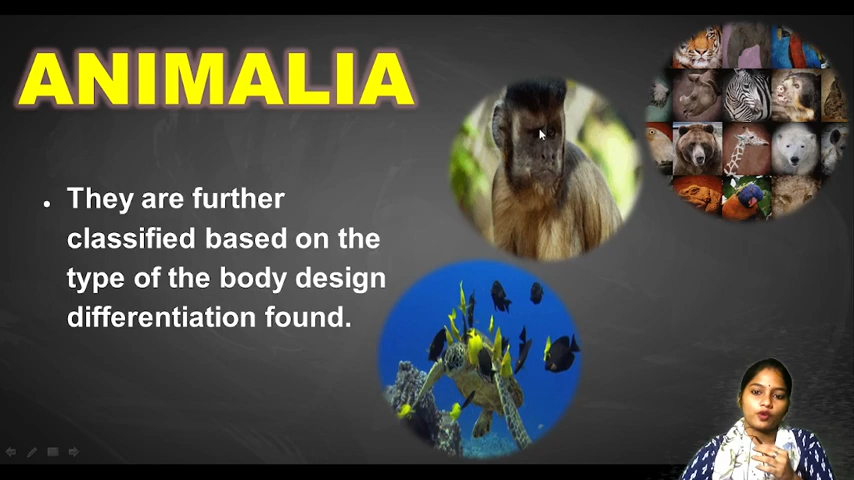 ANIMALIA
• They are further
classified based on the
type of the body design
differentiation found.